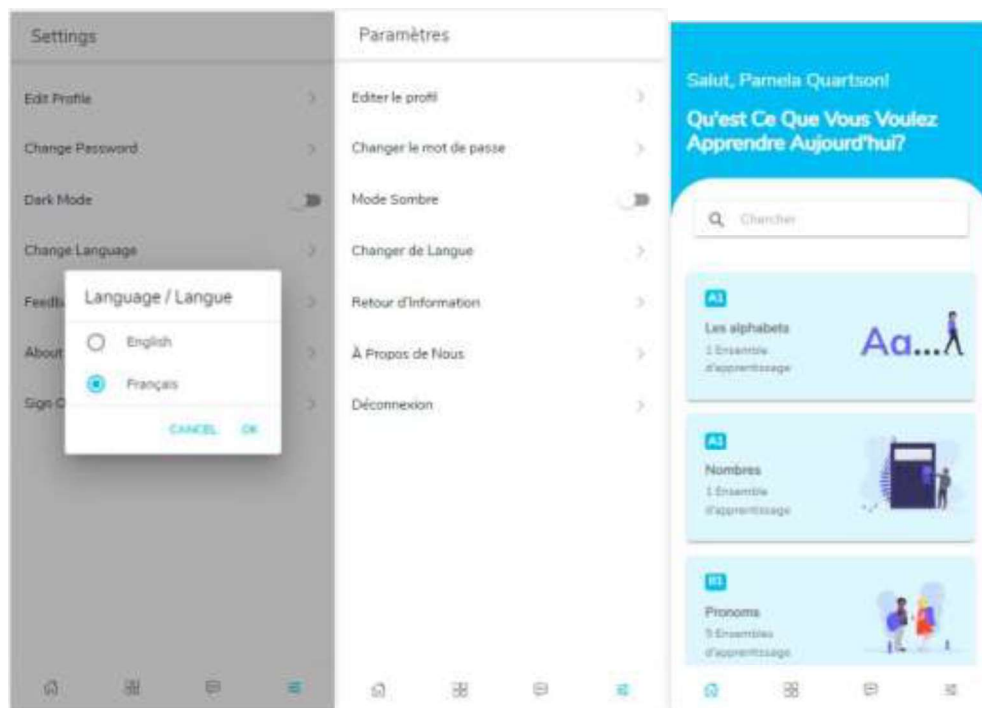 Settings
Edit Profile
Change Password
Dark Mode
Change Language
Feedb
About
Sign O
Language / Langue
English
Français
CANCEL OK
Paramètres
Editer le profil
Changer le mot de passe
Mode Sombre
Changer de Langue
Retour d'Information
À Propos de Nous
Déconnexion
Salut, Pamela Quartson!
Qu'est Ce Que Vous Voulez
Apprendre Aujourd'hui?
Chercher
A1
Les alphabets
1 Ensemble
d'apprentissage
Aa...
A1
Nombres
1 Ensemble
d'apprentissage
B1
Pronoms
5 Ensembles
d'apprentissage